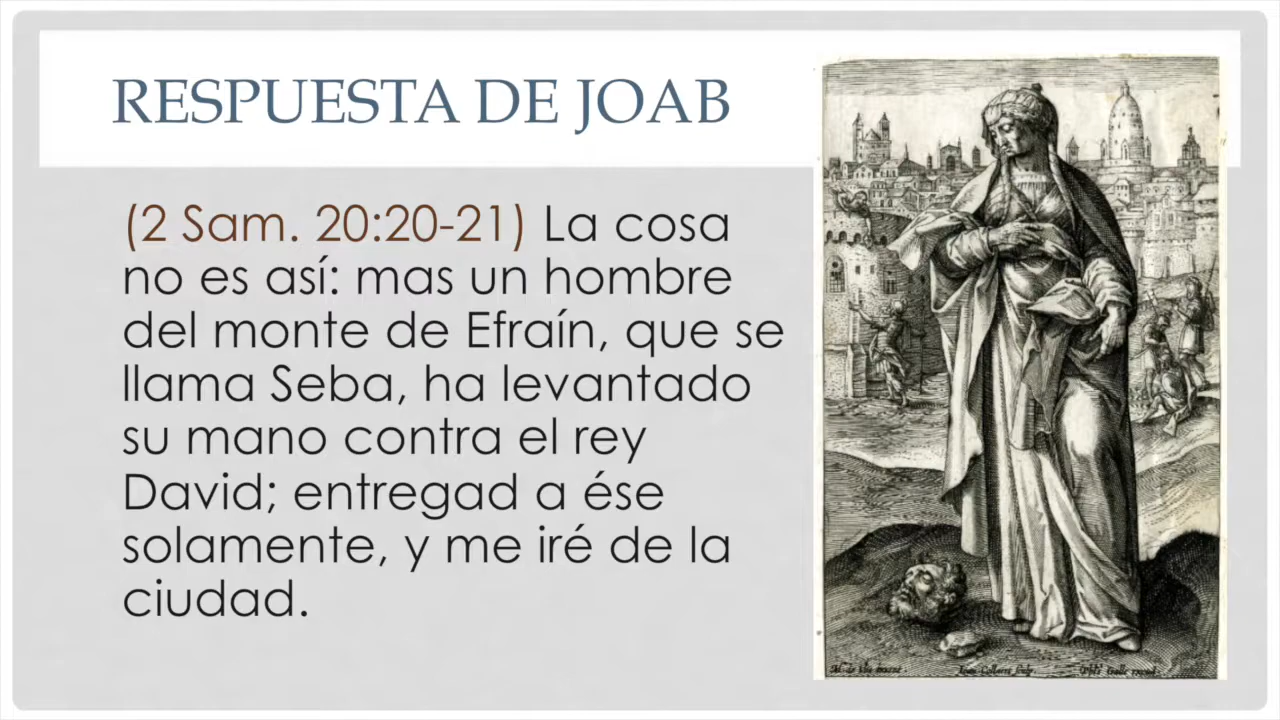 RESPUESTA DE JOAB
(2 Sam. 20:20-21) La cosa
no es así: mas un hombre
del monte de Efraín, que se
llama Seba, ha levantado
su mano contra el rey
David; entregad a ése
solamente, y me iré de la
ciudad.